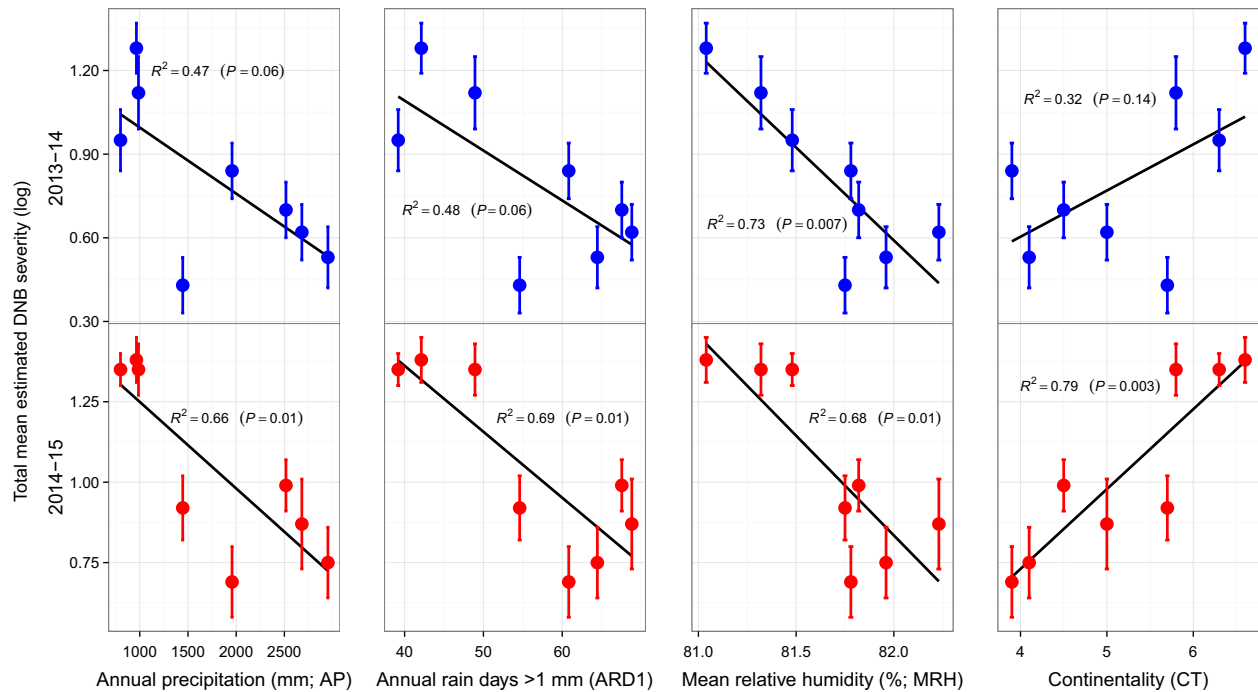 Total mean estimated DNB severity (log)
2013−14
1.20
0.90
0.60
0.30
R² = 0.47 (P = 0.06)
R² = 0.48 (P = 0.06)
R² = 0.73 (P = 0.007)
R² = 0.32 (P = 0.14)
2014−15
1.25
1.00
0.75
R² = 0.66 (P = 0.01)
R² = 0.69 (P = 0.01)
R² = 0.68 (P = 0.01)
R² = 0.79 (P = 0.003)
1000 1500 2000 2500
40 50 60
81.0 81.5 82.0
4 5 6
Annual precipitation (mm; AP)
Annual rain days >1 mm (ARD1)
Mean relative humidity (%; MRH)
Continentality (CT)